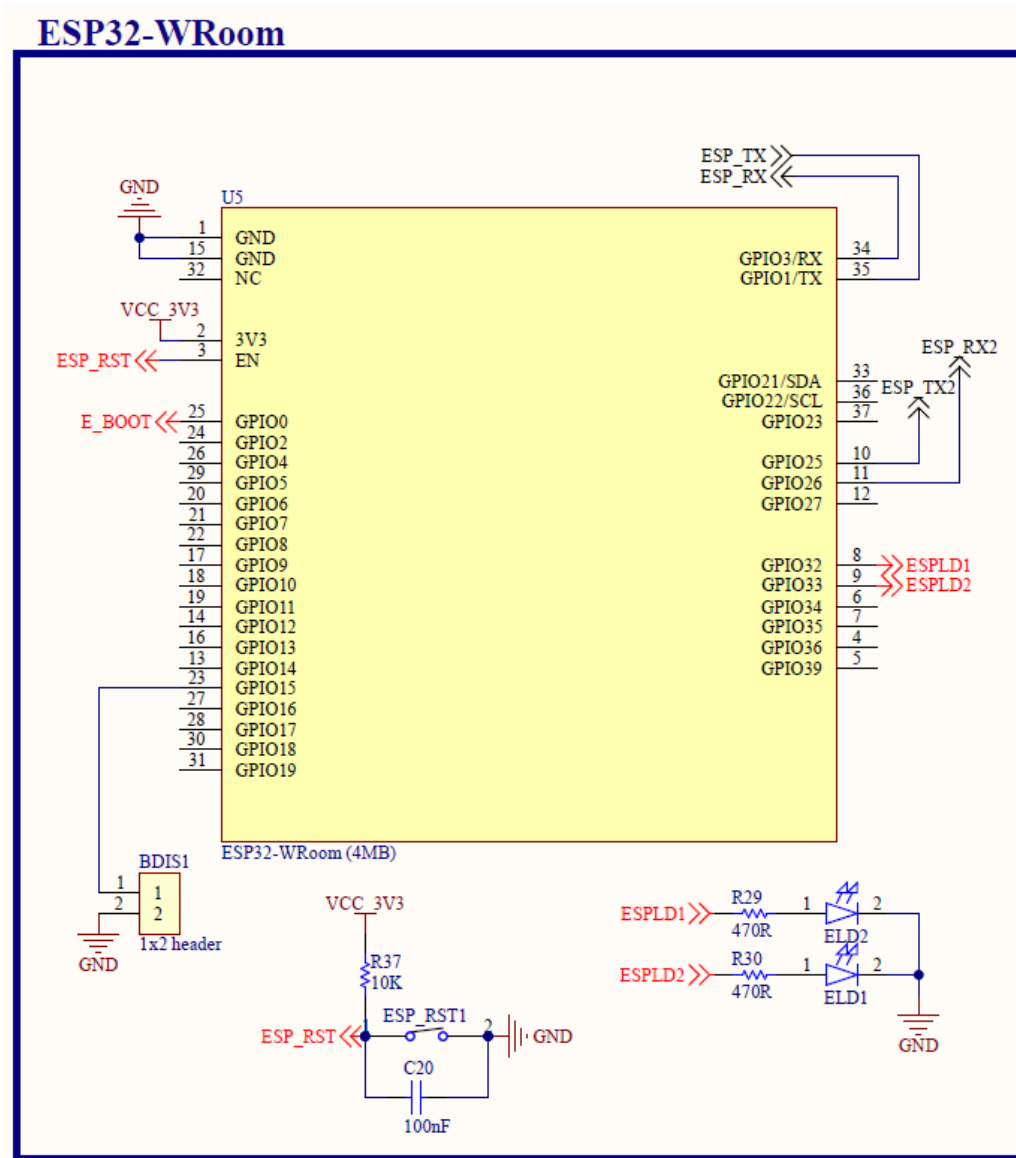 ESP32-WRoom
ESP_TX
ESP_RX
GND
U5
1 GND
15 GND
32 NC
GPIO3/RX 34
GPIO1/TX 35
VCC_3V3
2 3V3
3 EN
ESP_RST
ESP_RX2
ESP_TX2
GPIO21/SDA 33
GPIO22/SCL 36
GPIO23 37
E_BOOT 25 GPIO0
24 GPIO2
26 GPIO4
29 GPIO5
20 GPIO6
21 GPIO7
22 GPIO8
17 GPIO9
18 GPIO10
19 GPIO11
14 GPIO12
16 GPIO13
13 GPIO14
23 GPIO15
27 GPIO16
28 GPIO17
30 GPIO18
31 GPIO19
GPIO25 10
GPIO26 11
GPIO27 12
GPIO32 8 ESPLD1
GPIO33 9 ESPLD2
GPIO34 6
GPIO35 7
GPIO36 4
GPIO39 5
ESP32-WRoom (4MB)
BDIS1
1 1
2 2
1x2 header
GND
VCC_3V3
R37
10K
ESP_RST 1 ESP_RST1 2 GND
C20
100nF
ESPLD1 R29 1 2
470R ELD2
ESPLD2 R30 1 2
470R ELD1
GND